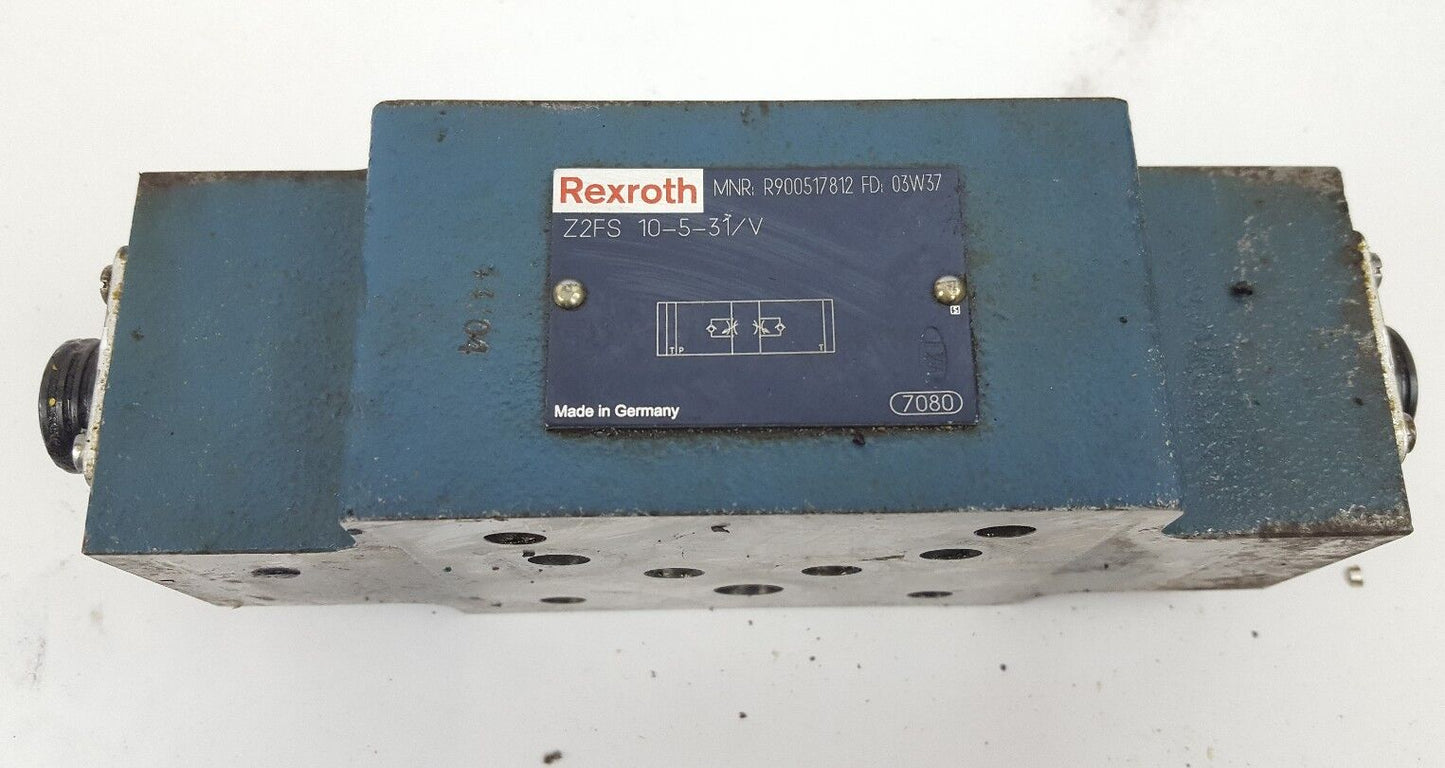 Rexroth MNR: R900517812 FD: 03W37
Z2FS 10-5-31/V
T P T
Made in Germany 7080